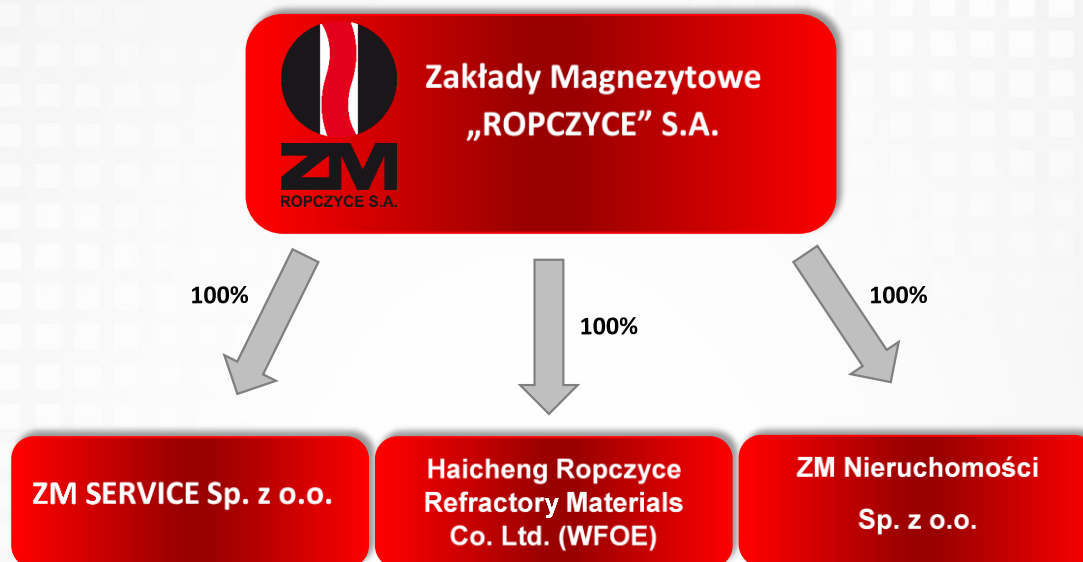 Zakłady Magnezytowe
„ROPCZYCE” S.A.
ZM
ROPCZYCE S.A.
100%
100%
100%
ZM SERVICE Sp. z o.o.
Haicheng Ropczyce
Refractory Materials
Co. Ltd. (WFOE)
ZM Nieruchomości
Sp. z o.o.